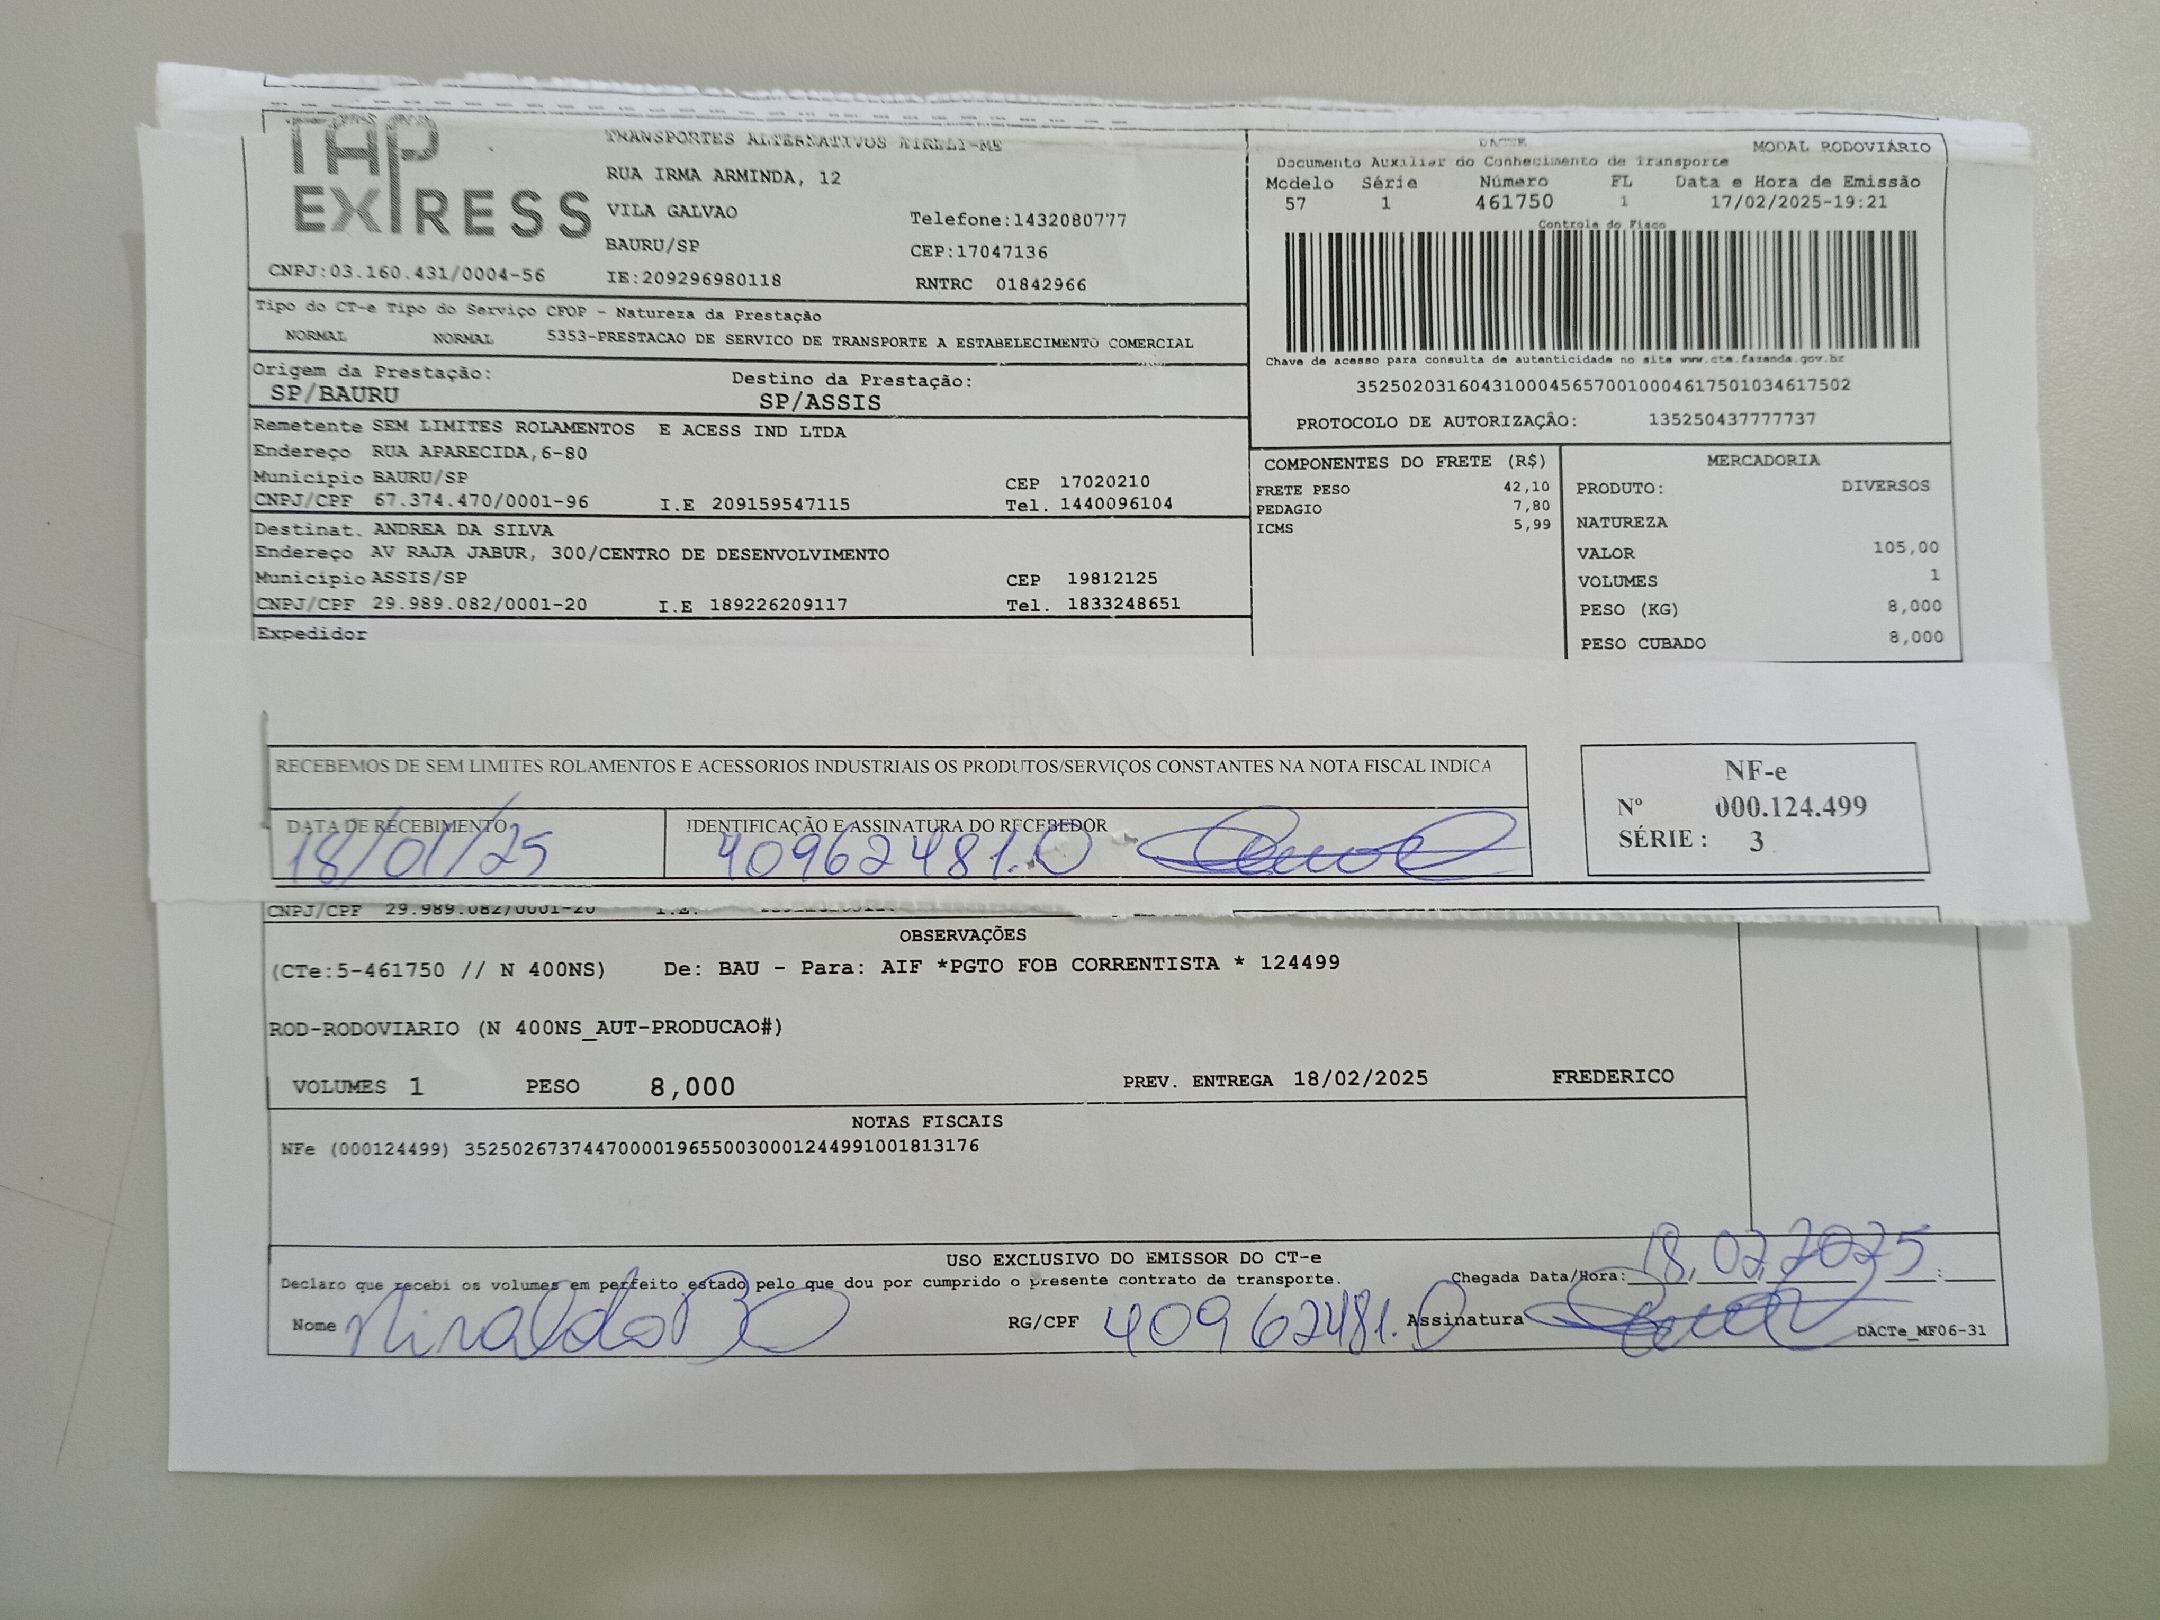 TAP
EXPRESS
CNPJ:03.160.431/0004-56
TRANSPORTES ALTERNATIVOS EIRELI-ME
RUA IRMA ARMINDA, 12
VILA GALVAO
Telefone:1432080777
BAURU/SP
CEP:17047136
IE:209296980118
RNTRC 01842966
DACTE
MODAL RODOVIÁRIO
Documento Auxiliar do Conhecimento de Transporte
Modelo Série Número FL Data e Hora de Emissão
57 1 461750 1 17/02/2025-19:21
Controle do Fisco
Chave de acesso para consulta de autenticidade no site www.cte.fazenda.gov.br
35250203160431000456570010004617501034617502
PROTOCOLO DE AUTORIZAÇÃO: 135250437777737
Tipo do CT-e Tipo do Serviço CFOP - Natureza da Prestação
NORMAL NORMAL 5353-PRESTACAO DE SERVICO DE TRANSPORTE A ESTABELECIMENTO COMERCIAL
Origem da Prestação: Destino da Prestação:
SP/BAURU SP/ASSIS
Remetente SEM LIMITES ROLAMENTOS E ACESS IND LTDA
Endereço RUA APARECIDA,6-80
Municipio BAURU/SP CEP 17020210
CNPJ/CPF 67.374.470/0001-96 I.E 209159547115 Tel. 1440096104
Destinat. ANDREA DA SILVA
Endereço AV RAJA JABUR, 300/CENTRO DE DESENVOLVIMENTO
Municipio ASSIS/SP CEP 19812125
CNPJ/CPF 29.989.082/0001-20 I.E 189226209117 Tel. 1833248651
Expedidor
COMPONENTES DO FRETE (R$)
FRETE PESO 42,10
PEDAGIO 7,80
ICMS 5,99
MERCADORIA
PRODUTO: DIVERSOS
NATUREZA
VALOR 105,00
VOLUMES 1
PESO (KG) 8,000
PESO CUBADO 8,000
RECEBEMOS DE SEM LIMITES ROLAMENTOS E ACESSORIOS INDUSTRIAIS OS PRODUTOS/SERVIÇOS CONSTANTES NA NOTA FISCAL INDICA
DATA DE RECEBIMENTO
18/01/25
IDENTIFICAÇÃO E ASSINATURA DO RECEBEDOR
40962481.0
NF-e
Nº 000.124.499
SÉRIE : 3
CNPJ/CPF 29.989.082/0001-20 I.E.
OBSERVAÇÕES
(CTe:5-461750 // N 400NS) De: BAU - Para: AIF *PGTO FOB CORRENTISTA * 124499
ROD-RODOVIARIO (N 400NS_AUT-PRODUCAO#)
VOLUMES 1 PESO 8,000 PREV. ENTREGA 18/02/2025 FREDERICO
NOTAS FISCAIS
NFe (000124499) 35250267374470000196550030001244991001813176
USO EXCLUSIVO DO EMISSOR DO CT-e
Declaro que recebi os volumes em perfeito estado pelo que dou por cumprido o presente contrato de transporte. Chegada Data/Hora: 18.02.2025 :
Nome RG/CPF 40962481.0 Assinatura
DACTe_MF06-31